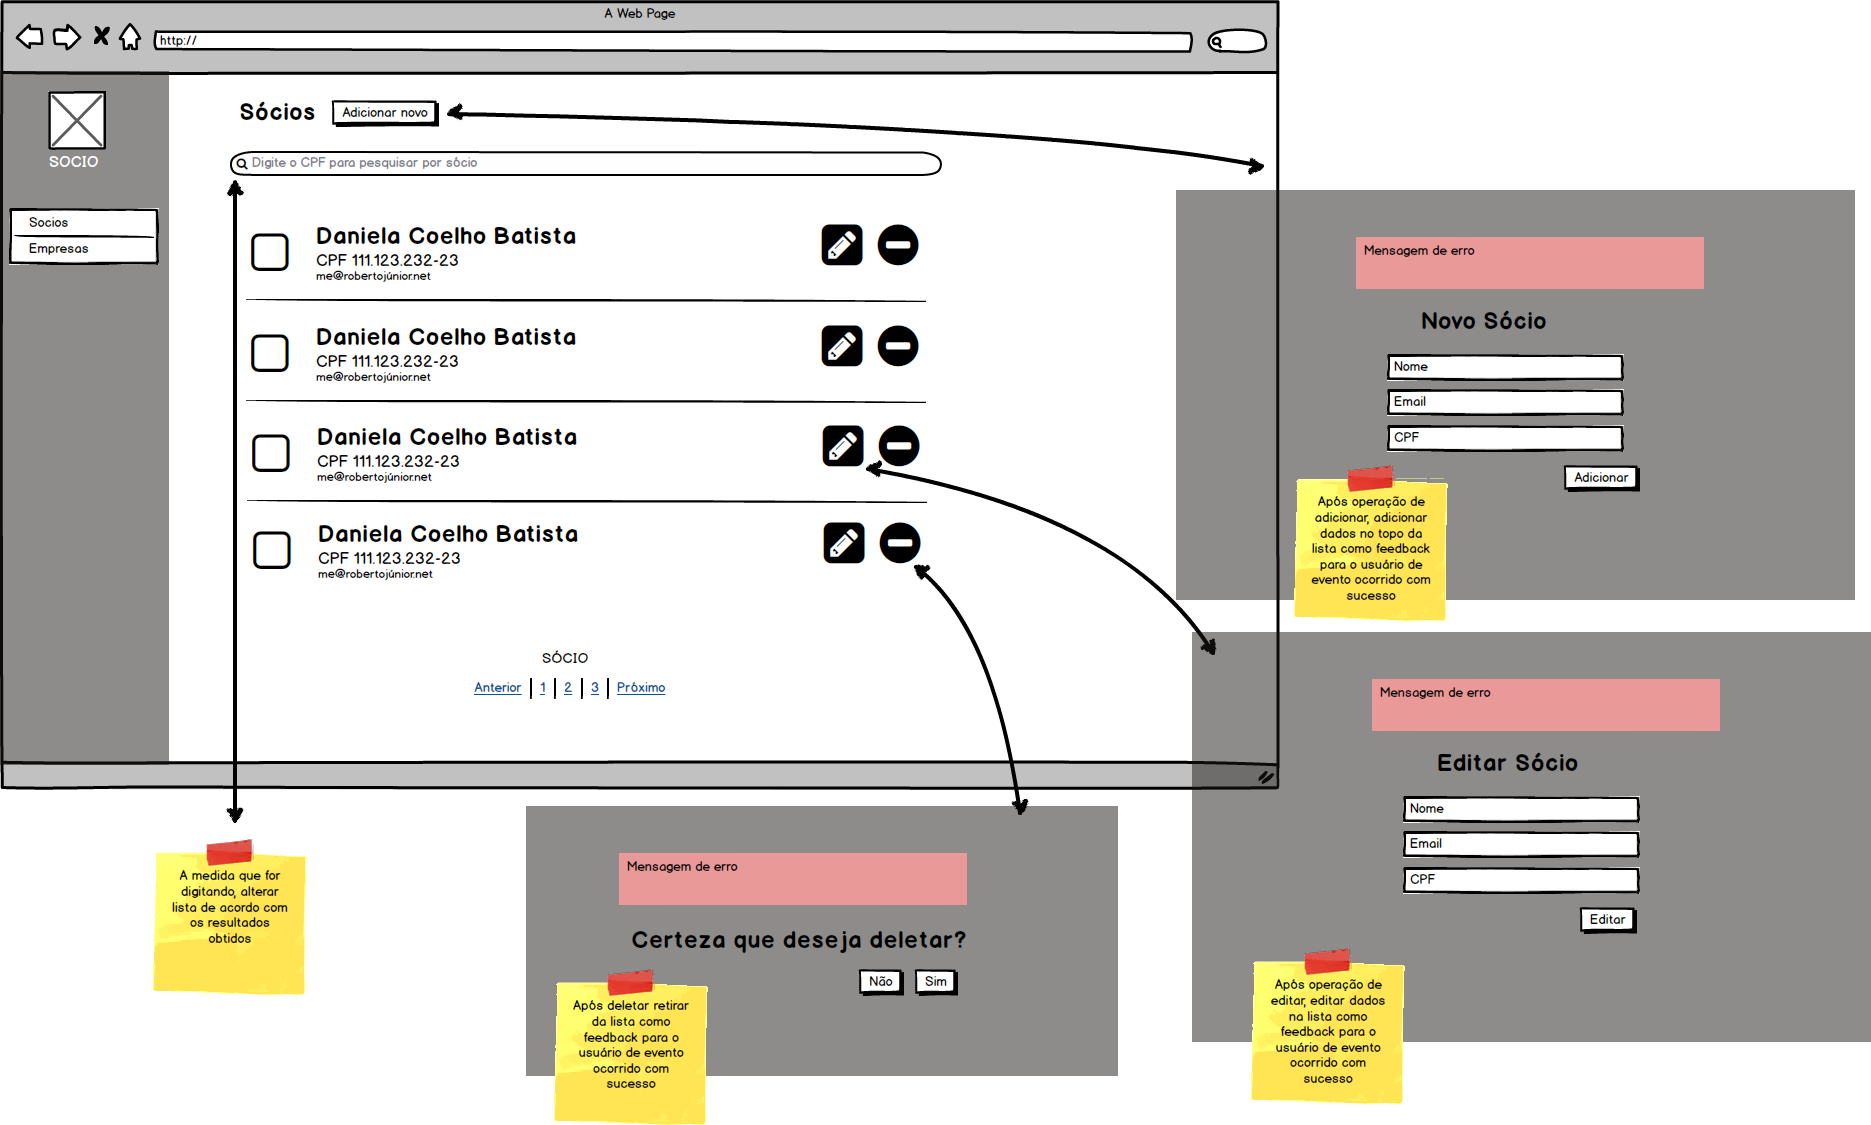 A Web Page
http://
SOCIO
Socios
Empresas
Sócios
Adicionar novo
Digite o CPF para pesquisar por sócio
Daniela Coelho Batista
CPF 111.123.232-23
me@robertojúnior.net
Daniela Coelho Batista
CPF 111.123.232-23
me@robertojúnior.net
Daniela Coelho Batista
CPF 111.123.232-23
me@robertojúnior.net
Daniela Coelho Batista
CPF 111.123.232-23
me@robertojúnior.net
SÓCIO
Anterior 1 2 3 Próximo
Mensagem de erro
Novo Sócio
Nome
Email
CPF
Adicionar
Após operação de
adicionar, adicionar
dados no topo da
lista como feedback
para o usuário de
evento ocorrido com
sucesso
Mensagem de erro
Editar Sócio
Nome
Email
CPF
Editar
Após operação de
editar, editar dados
na lista como
feedback para o
usuário de evento
ocorrido com
sucesso
A medida que for
digitando, alterar
lista de acordo com
os resultados
obtidos
Mensagem de erro
Certeza que deseja deletar?
Não
Sim
Após deletar retirar
da lista como
feedback para o
usuário de evento
ocorrido com
sucesso